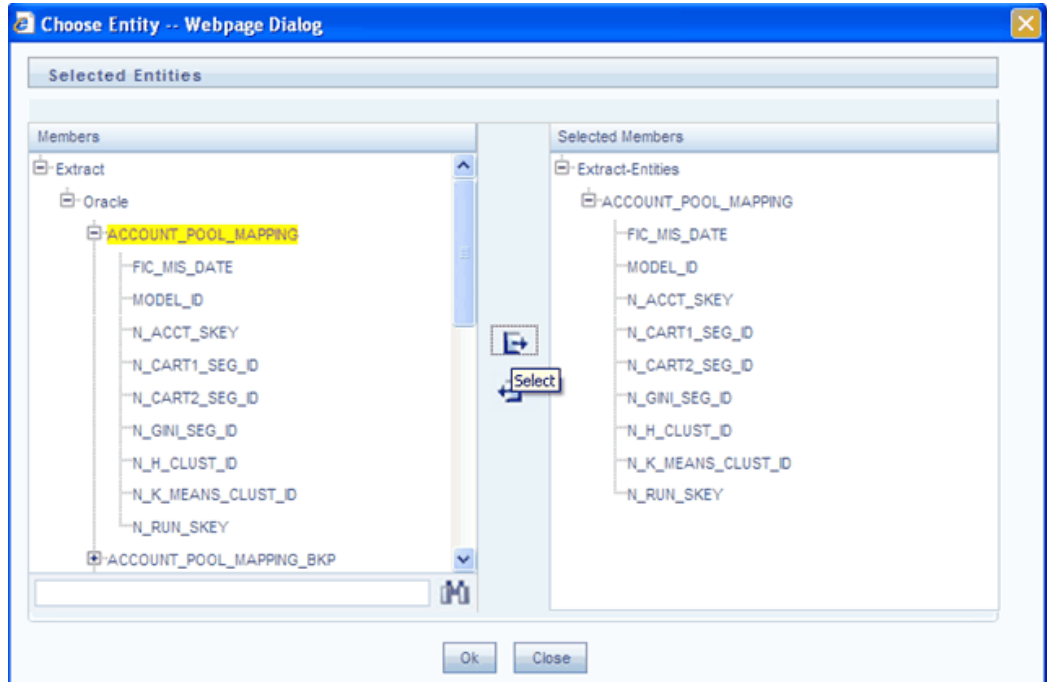 Choose Entity -- Webpage Dialog
Selected Entities
Members
Extract
Oracle
ACCOUNT_POOL_MAPPING
FIC_MIS_DATE
MODEL_ID
N_ACCT_SKEY
N_CART1_SEG_ID
N_CART2_SEG_ID
N_GINI_SEG_ID
N_H_CLUST_ID
N_K_MEANS_CLUST_ID
N_RUN_SKEY
ACCOUNT_POOL_MAPPING_BKP
Select
Selected Members
Extract-Entities
ACCOUNT_POOL_MAPPING
FIC_MIS_DATE
MODEL_ID
N_ACCT_SKEY
N_CART1_SEG_ID
N_CART2_SEG_ID
N_GINI_SEG_ID
N_H_CLUST_ID
N_K_MEANS_CLUST_ID
N_RUN_SKEY
Ok
Close